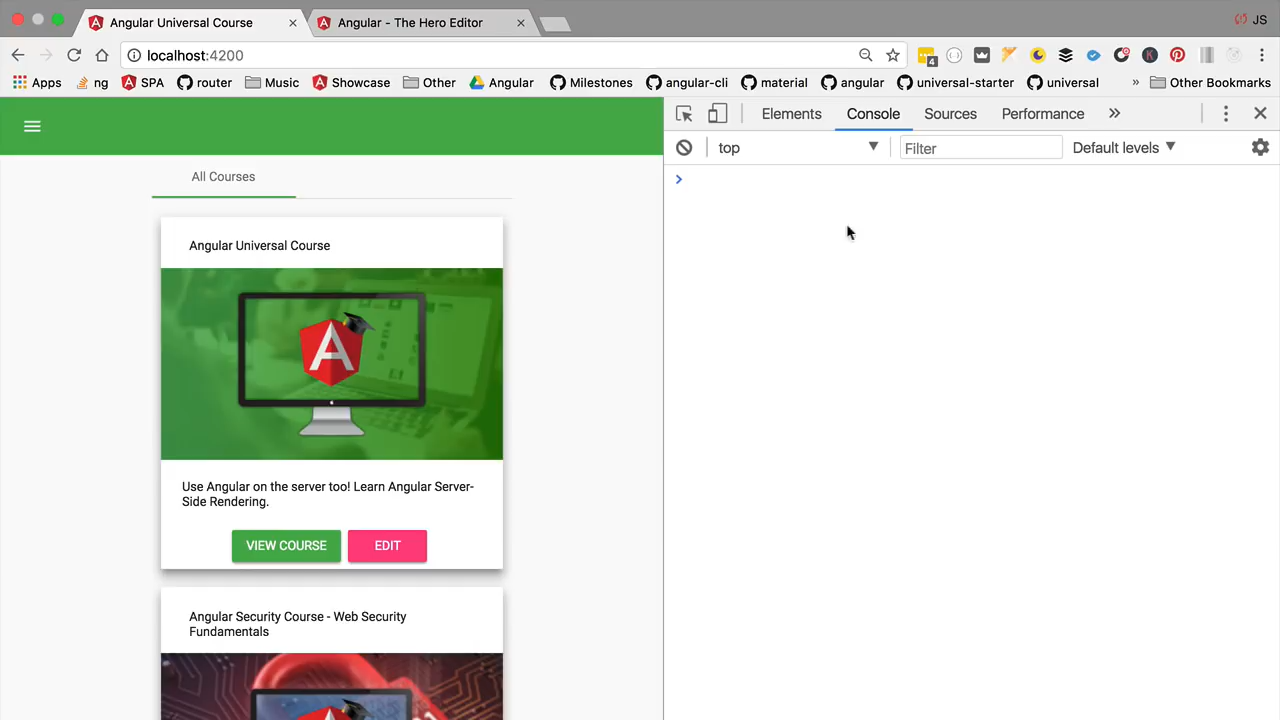 Angular Universal Course
Angular - The Hero Editor
JS
localhost:4200
4
K
Apps
ng
SPA
router
Music
Showcase
Other
Angular
Milestones
angular-cli
material
angular
universal-starter
universal
»
Other Bookmarks
Elements
Console
Sources
Performance
»
top
Filter
Default levels
All Courses
Angular Universal Course
A
Use Angular on the server too! Learn Angular Server-
Side Rendering.
VIEW COURSE
EDIT
Angular Security Course - Web Security
Fundamentals